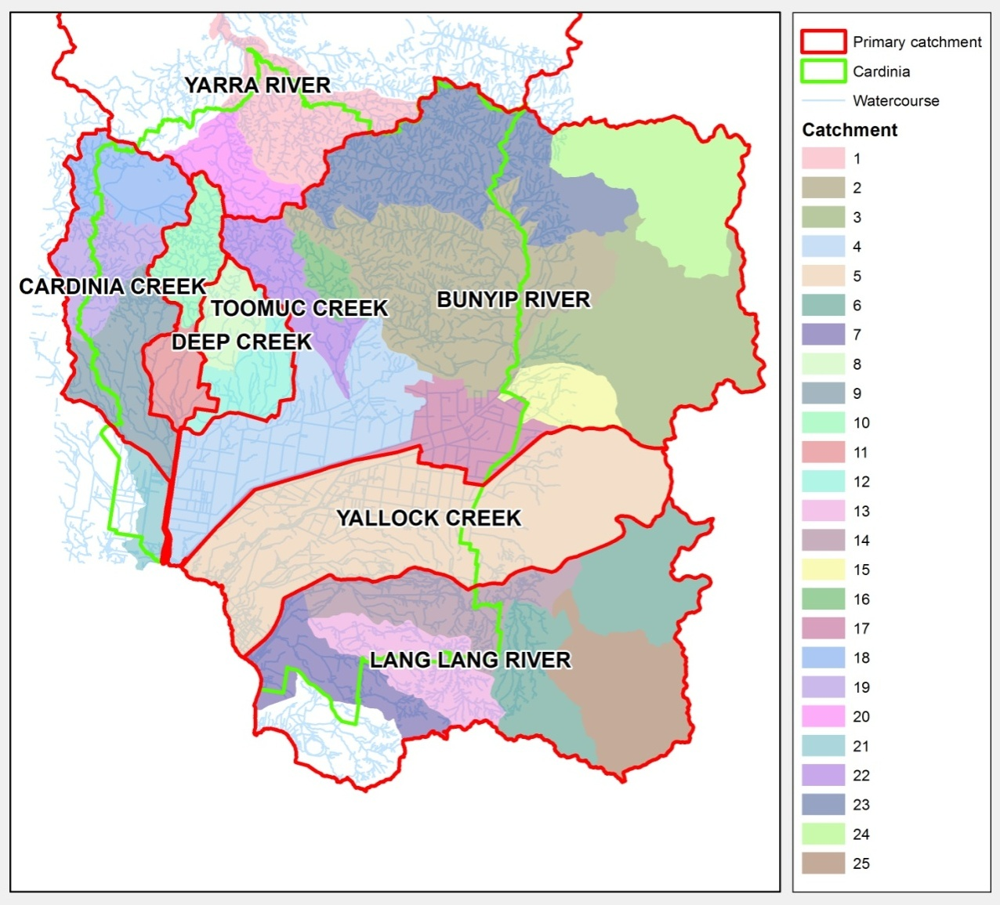 YARRA RIVER
CARDINIA CREEK
TOOMUC CREEK
BUNYIP RIVER
DEEP CREEK
YALLOCK CREEK
LANG LANG RIVER
Primary catchment
Cardinia
Watercourse
Catchment
1
2
3
4
5
6
7
8
9
10
11
12
13
14
15
16
17
18
19
20
21
22
23
24
25